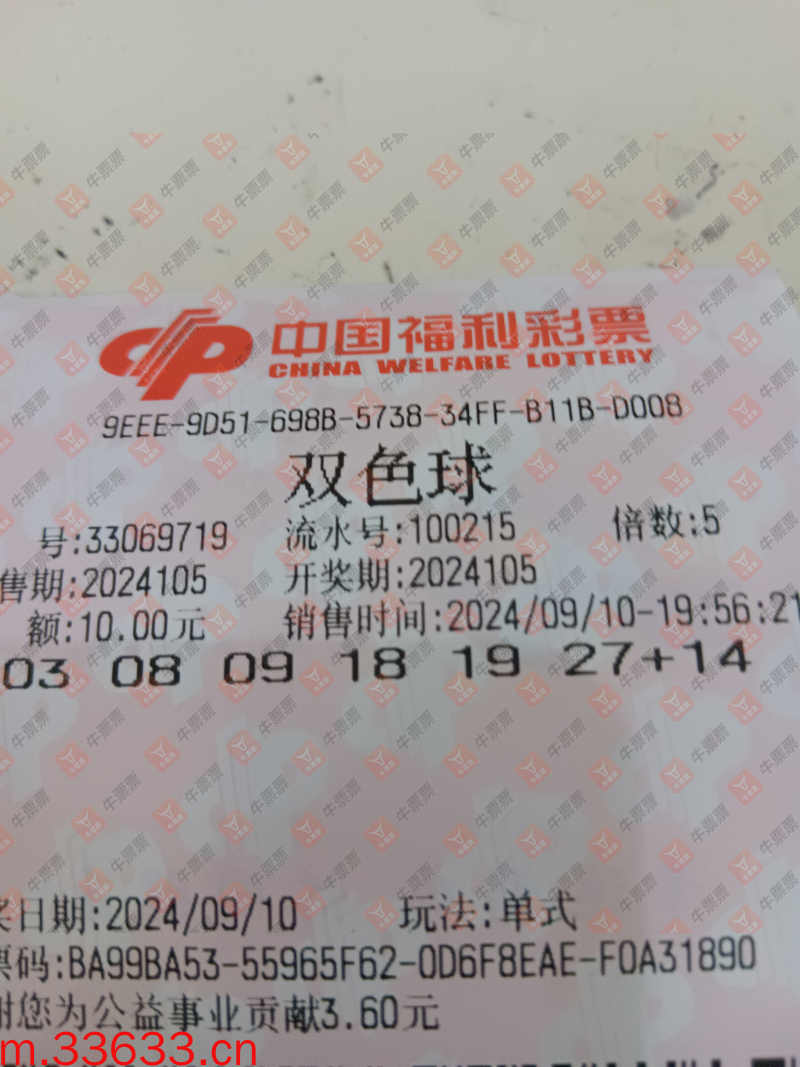 中国福利彩票
CHINA WELFARE LOTTERY
9EEE-9D51-698B-5738-34FF-B11B-D008
双色球
号:33069719 流水号:100215 倍数:5
售期:2024105 开奖期:2024105
额:10.00元 销售时间:2024/09/10-19:56:21
03 08 09 18 19 27+14
奖日期:2024/09/10 玩法:单式
票码:BA99BA53-55965F62-0D6F8EAE-F0A31890
谢您为公益事业贡献3.60元
m.33633.cn
牛票票